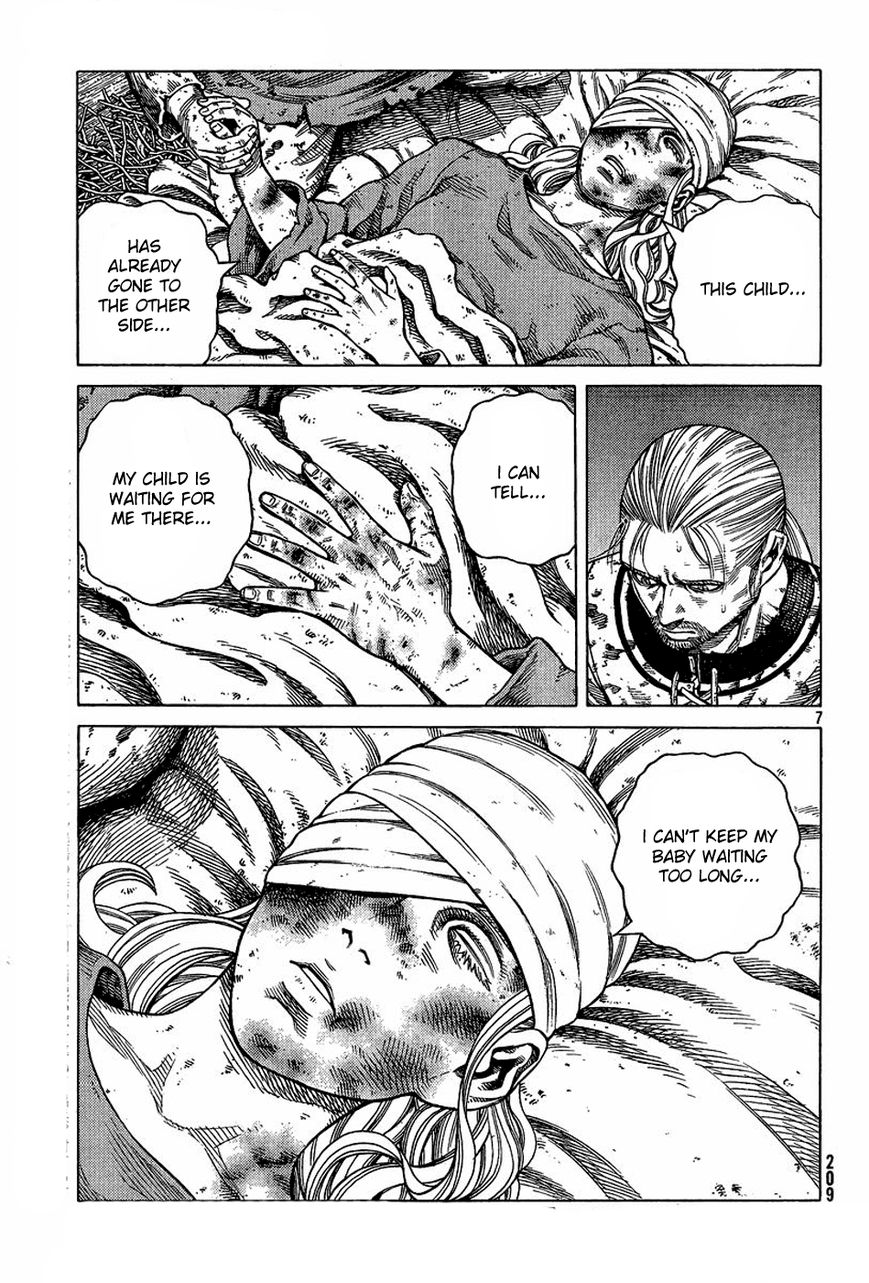 THIS CHILD...
HAS
ALREADY
GONE TO
THE OTHER
SIDE...
I CAN
TELL...
MY CHILD IS
WAITING FOR
ME THERE...
7
I CAN'T KEEP MY
BABY WAITING
TOO LONG...
209